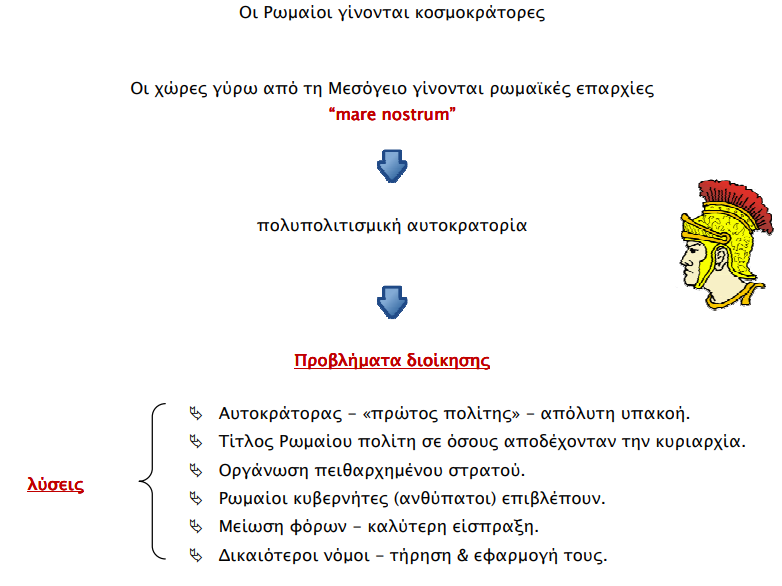 Οι Ρωμαίοι γίνονται κοσμοκράτορες
Οι χώρες γύρω από τη Μεσόγειο γίνονται ρωμαϊκές επαρχίες
“mare nostrum”
πολυπολιτισμική αυτοκρατορία
Προβλήματα διοίκησης
λύσεις
Αυτοκράτορας – «πρώτος πολίτης» – απόλυτη υπακοή.
Τίτλος Ρωμαίου πολίτη σε όσους αποδέχονταν την κυριαρχία.
Οργάνωση πειθαρχημένου στρατού.
Ρωμαίοι κυβερνήτες (ανθύπατοι) επιβλέπουν.
Μείωση φόρων – καλύτερη είσπραξη.
Δικαιότεροι νόμοι – τήρηση & εφαρμογή τους.